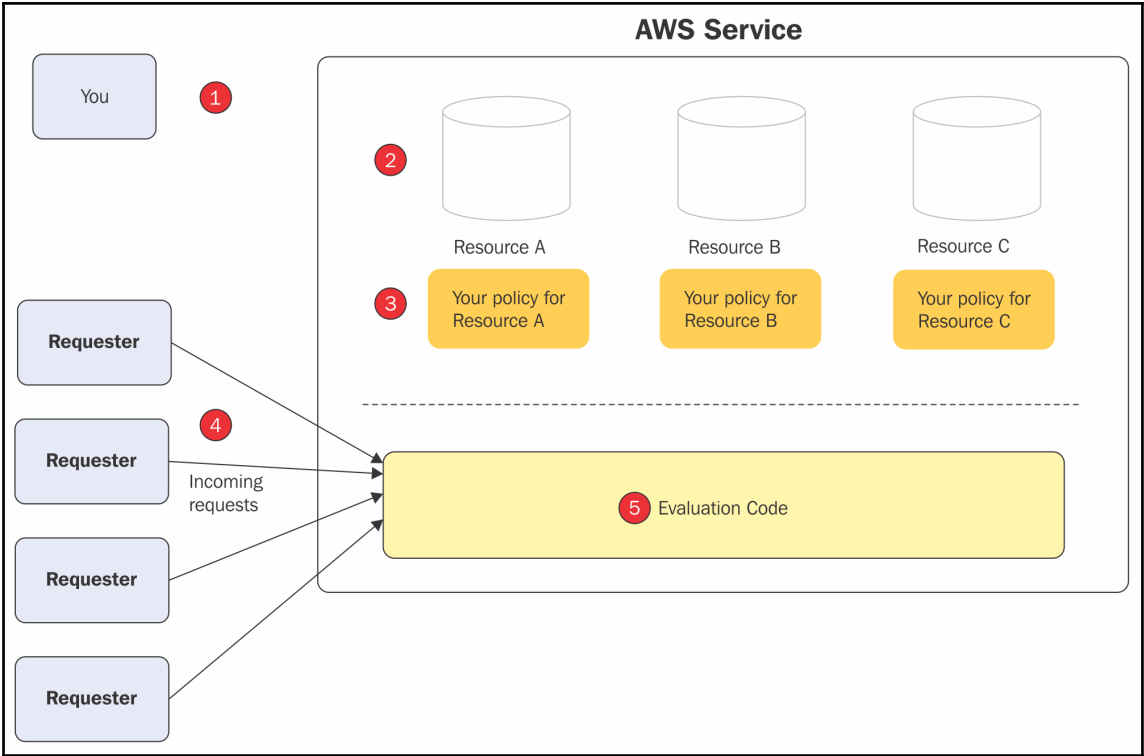 AWS Service
You
1
2
Resource A
Resource B
Resource C
3
Your policy for
Resource A
Your policy for
Resource B
Your policy for
Resource C
Requester
4
Requester
Incoming
requests
5
Evaluation Code
Requester
Requester